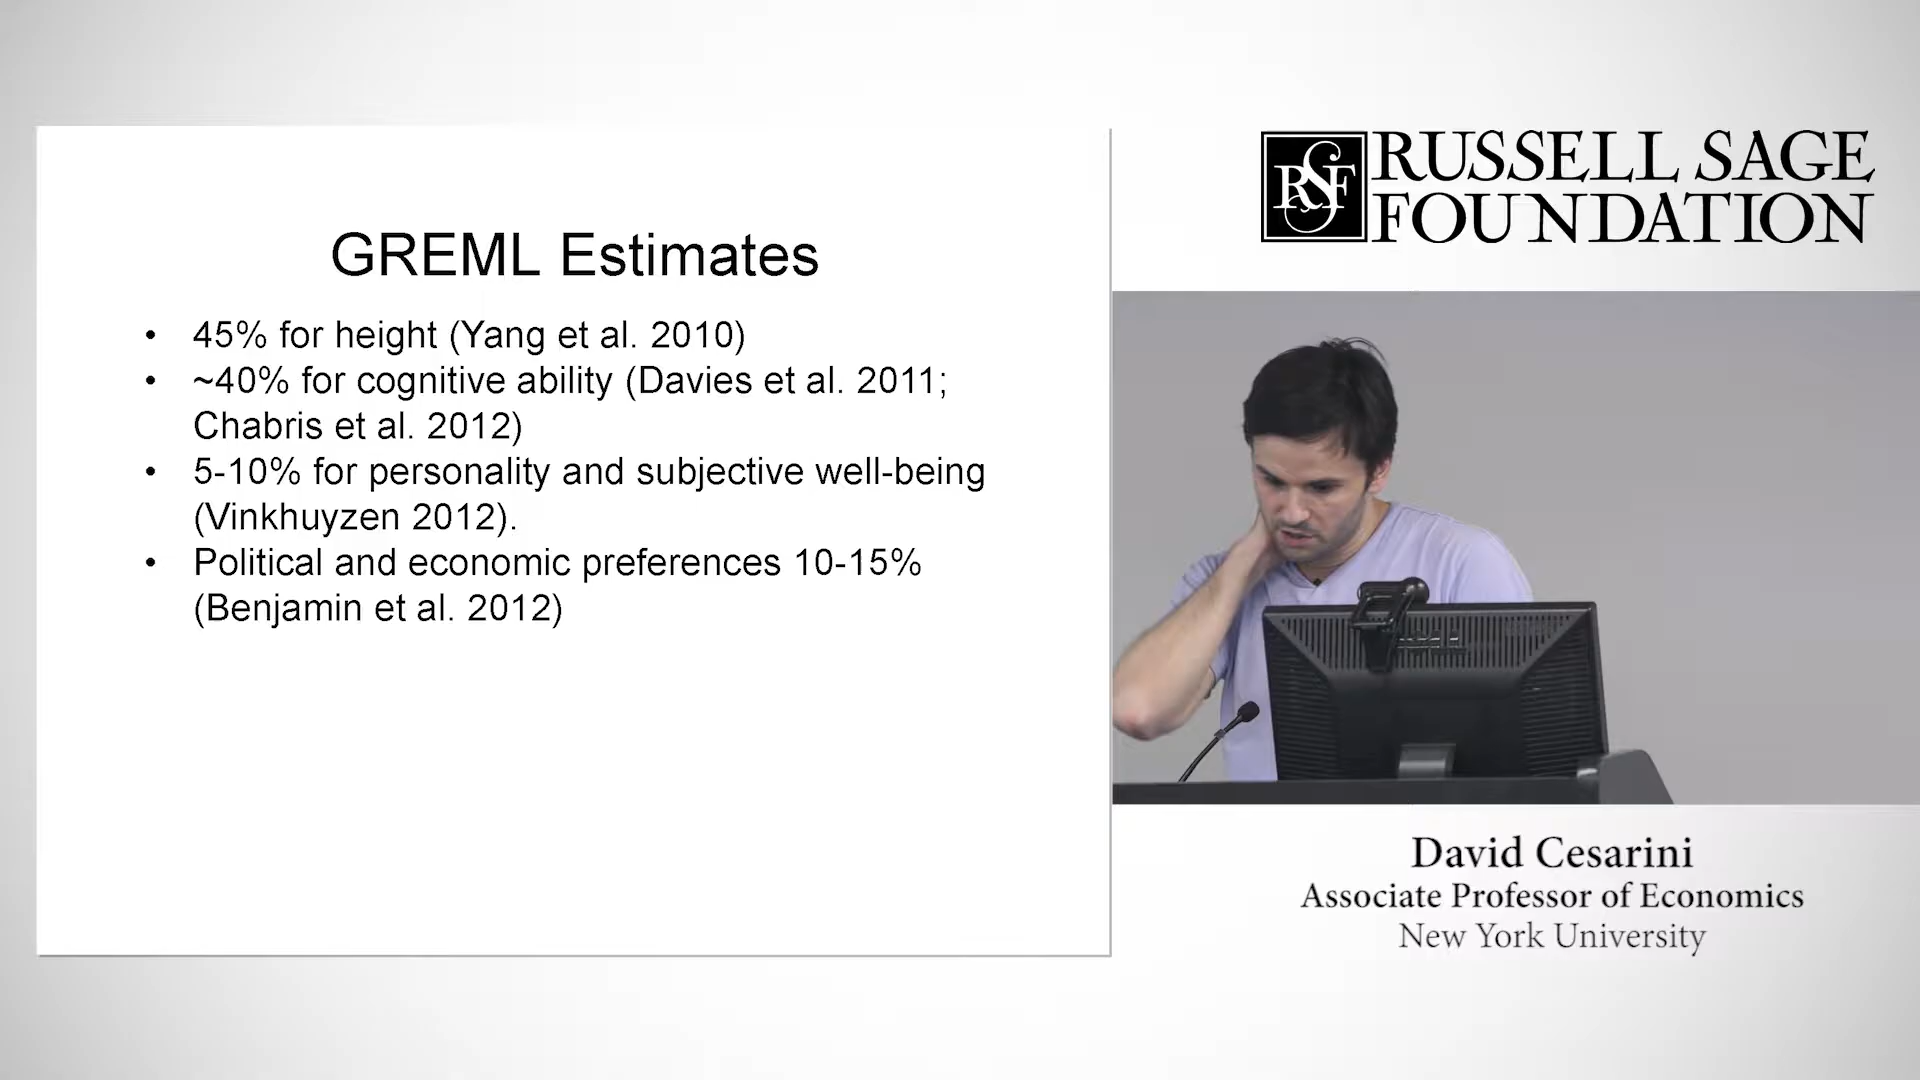 GREML Estimates
• 45% for height (Yang et al. 2010)
• ~40% for cognitive ability (Davies et al. 2011;
Chabris et al. 2012)
• 5-10% for personality and subjective well-being
(Vinkhuyzen 2012).
• Political and economic preferences 10-15%
(Benjamin et al. 2012)
RSF
RUSSELL SAGE
FOUNDATION
David Cesarini
Associate Professor of Economics
New York University